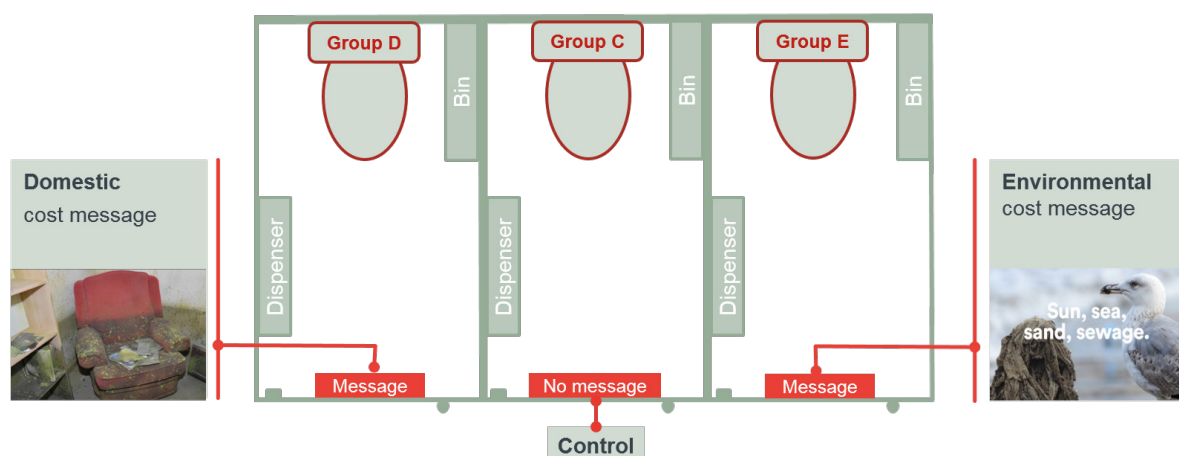 Group D
Group C
Group E
Bin
Bin
Bin
Domestic
cost message
Environmental
cost message
Dispenser
Dispenser
Dispenser
Sun, sea,
sand, sewage.
Message
No message
Message
Control